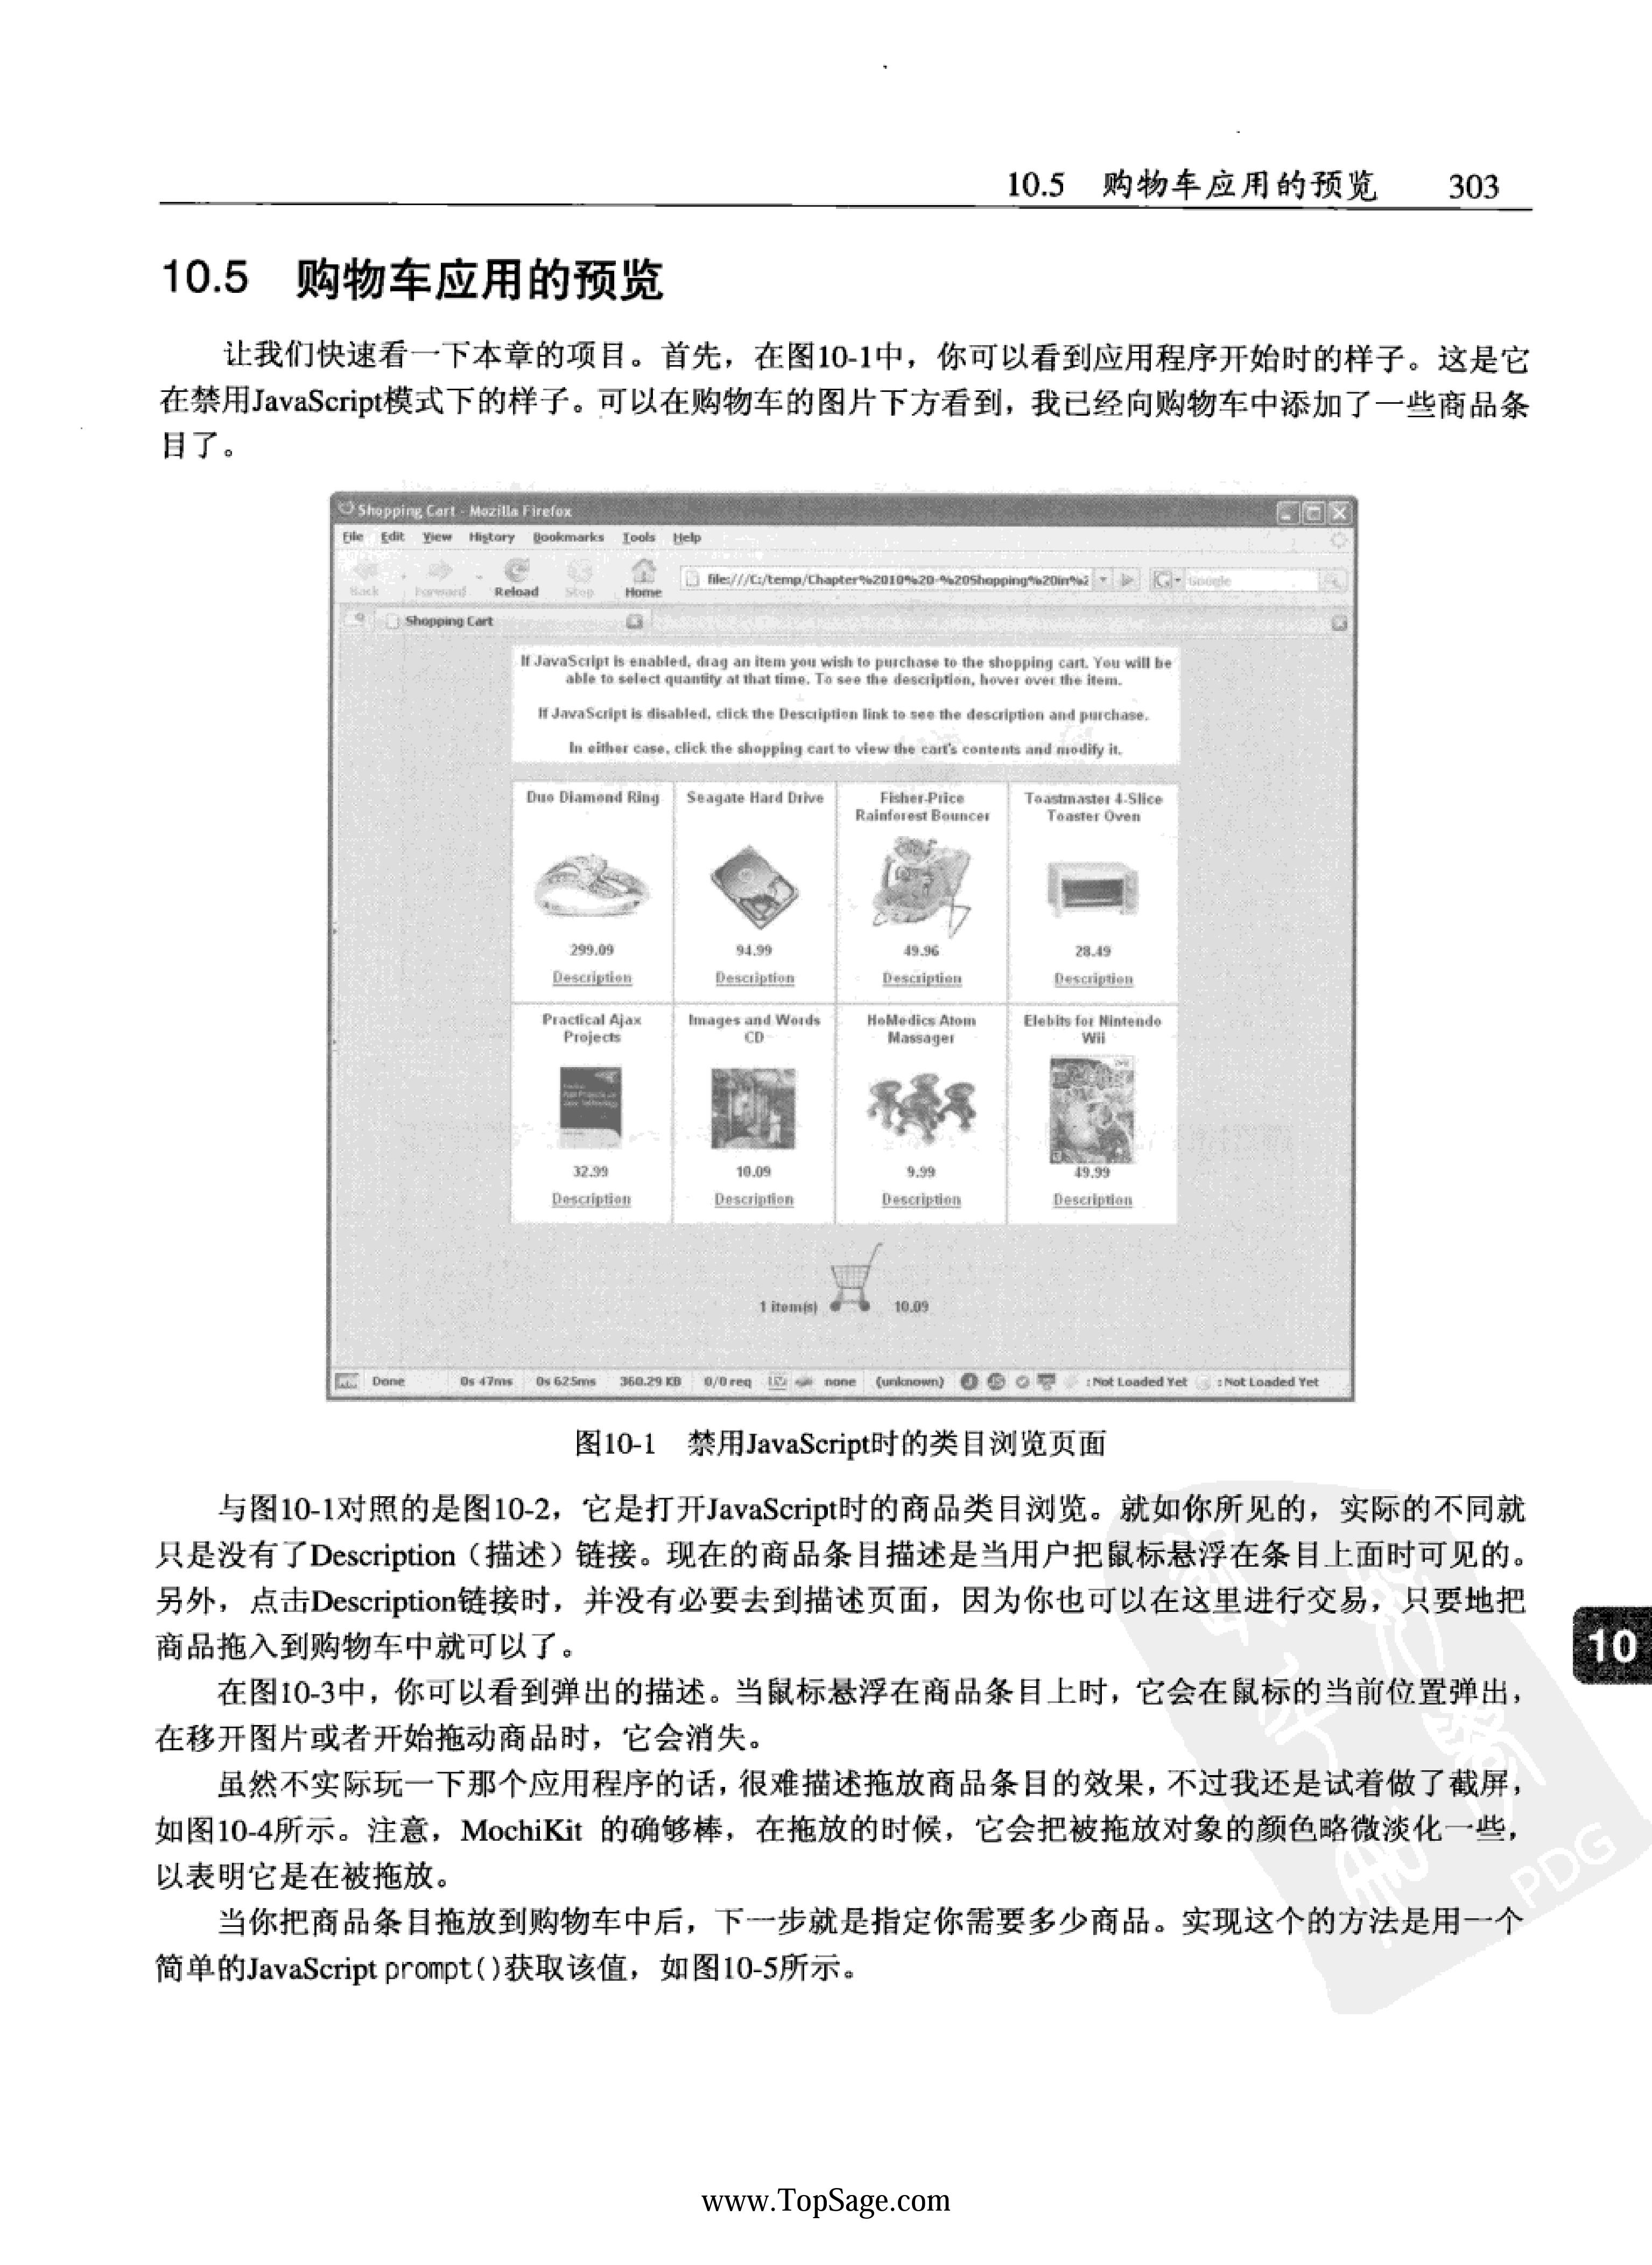 10.5 购物车应用的预览 303
10.5 购物车应用的预览
让我们快速看一下本章的项目。首先，在图10-1中，你可以看到应用程序开始时的样子。这是它
在禁用JavaScript模式下的样子。可以在购物车的图片下方看到，我已经向购物车中添加了一些商品条
目了。
Shopping Cart - Mozilla Firefox
File Edit View History Bookmarks Tools Help
Back Forward Reload Stop Home file:///C:/temp/Chapter%2010%20-%20Shopping%20in%2 Google
Shopping Cart
If JavaScript is enabled, drag an item you wish to purchase to the shopping cart. You will be
able to select quantity at that time. To see the description, hover over the item.
If JavaScript is disabled, click the Description link to see the description and purchase.
In either case, click the shopping cart to view the cart's contents and modify it.
Duo Diamond Ring Seagate Hard Drive Fisher-Price Toastmaster 4-Slice
Rainforest Bouncer Toaster Oven
299.09 94.99 49.96 28.49
Description Description Description Description
Practical Ajax Images and Words HoMedics Atom Elebits for Nintendo
Projects CD Massager Wii
32.99 10.09 9.99 49.99
Description Description Description Description
1 item(s) 10.09
Done 0s 47ms 0s 625ms 360.29 KB 0/0 req none (unknown) : Not Loaded Yet : Not Loaded Yet
图10-1 禁用JavaScript时的类目浏览页面
与图10-1对照的是图10-2，它是打开JavaScript时的商品类目浏览。就如你所见的，实际的不同就
只是没有了Description（描述）链接。现在的商品条目描述是当用户把鼠标悬浮在条目上面时可见的。
另外，点击Description链接时，并没有必要去到描述页面，因为你也可以在这里进行交易，只要地把
商品拖入到购物车中就可以了。
10
在图10-3中，你可以看到弹出的描述。当鼠标悬浮在商品条目上时，它会在鼠标的当前位置弹出，
在移开图片或者开始拖动商品时，它会消失。
虽然不实际玩一下那个应用程序的话，很难描述拖放商品条目的效果，不过我还是试着做了截屏，
如图10-4所示。注意，MochiKit 的确够棒，在拖放的时候，它会把被拖放对象的颜色略微淡化一些，
以表明它是在被拖放。
PDG
当你把商品条目拖放到购物车中后，下一步就是指定你需要多少商品。实现这个的方法是用一个
简单的JavaScript prompt()获取该值，如图10-5所示。
www.TopSage.com